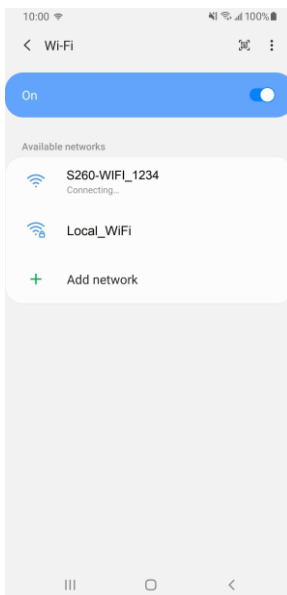 10:00 100%
Wi-Fi
On
Available networks
S260-WIFI_1234
Connecting...
Local_WiFi
Add network